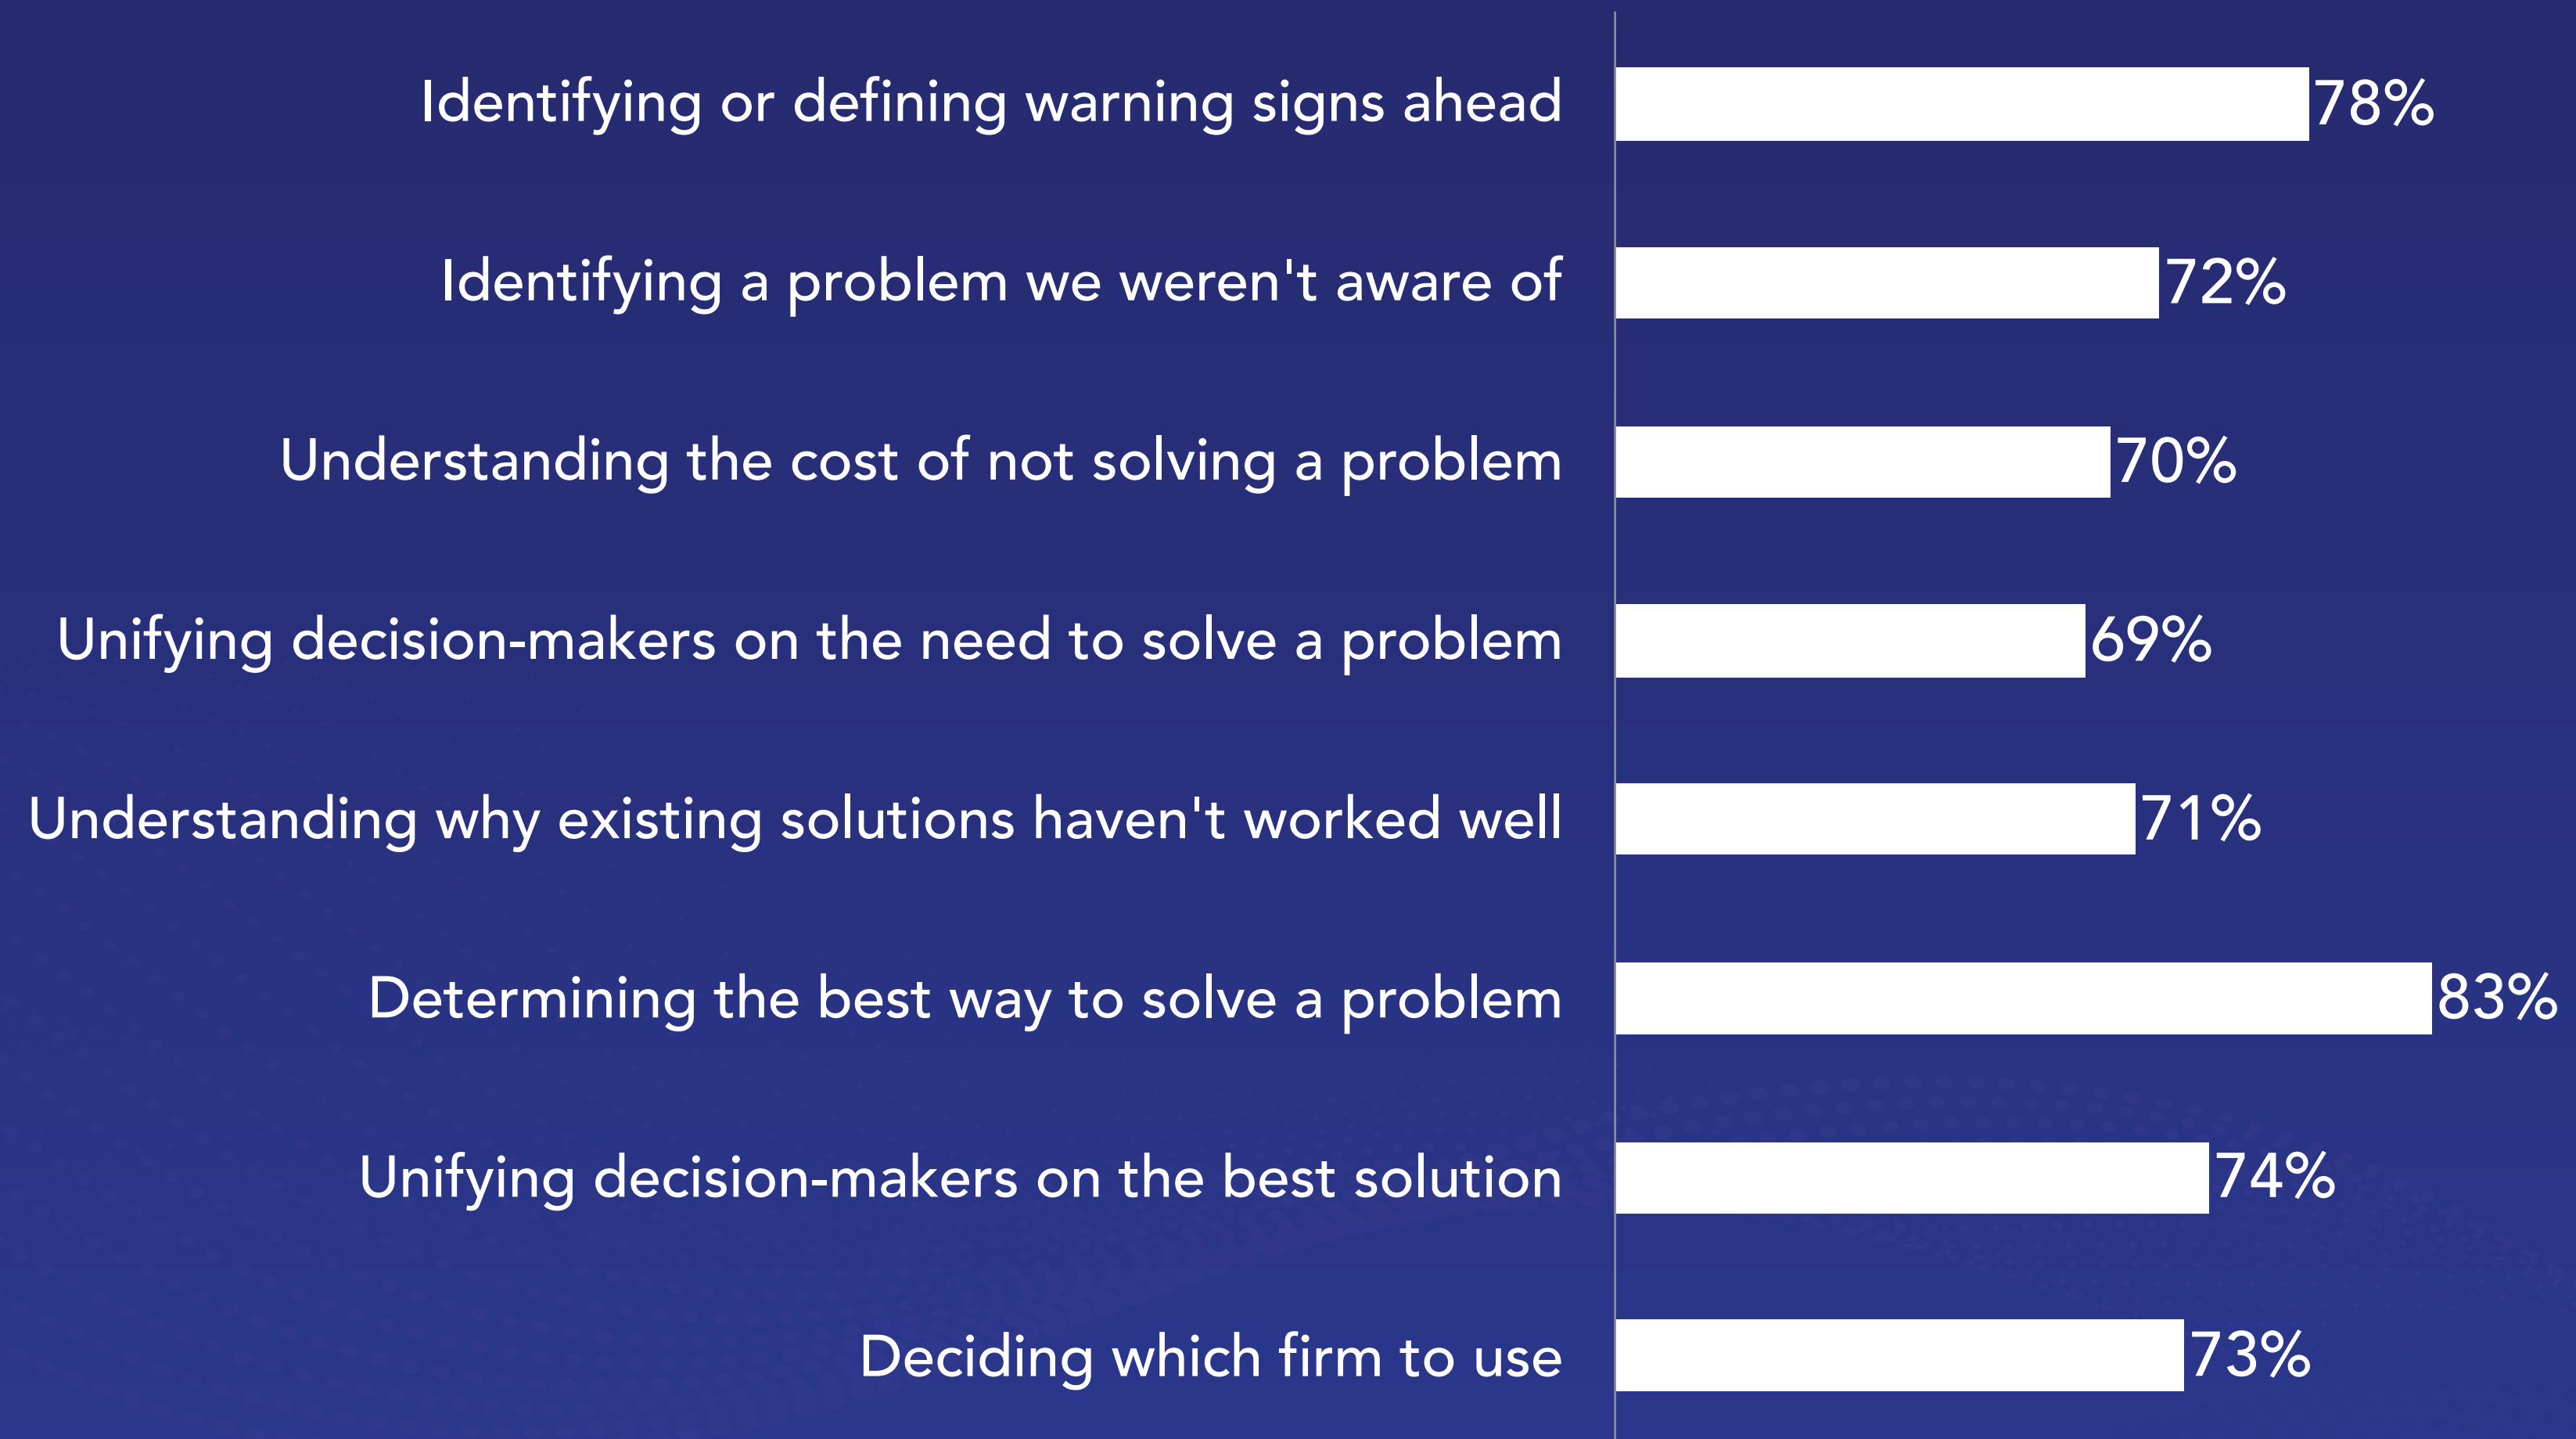 Identifying or defining warning signs ahead 78%
Identifying a problem we weren't aware of 72%
Understanding the cost of not solving a problem 70%
Unifying decision-makers on the need to solve a problem 69%
Understanding why existing solutions haven't worked well 71%
Determining the best way to solve a problem 83%
Unifying decision-makers on the best solution 74%
Deciding which firm to use 73%